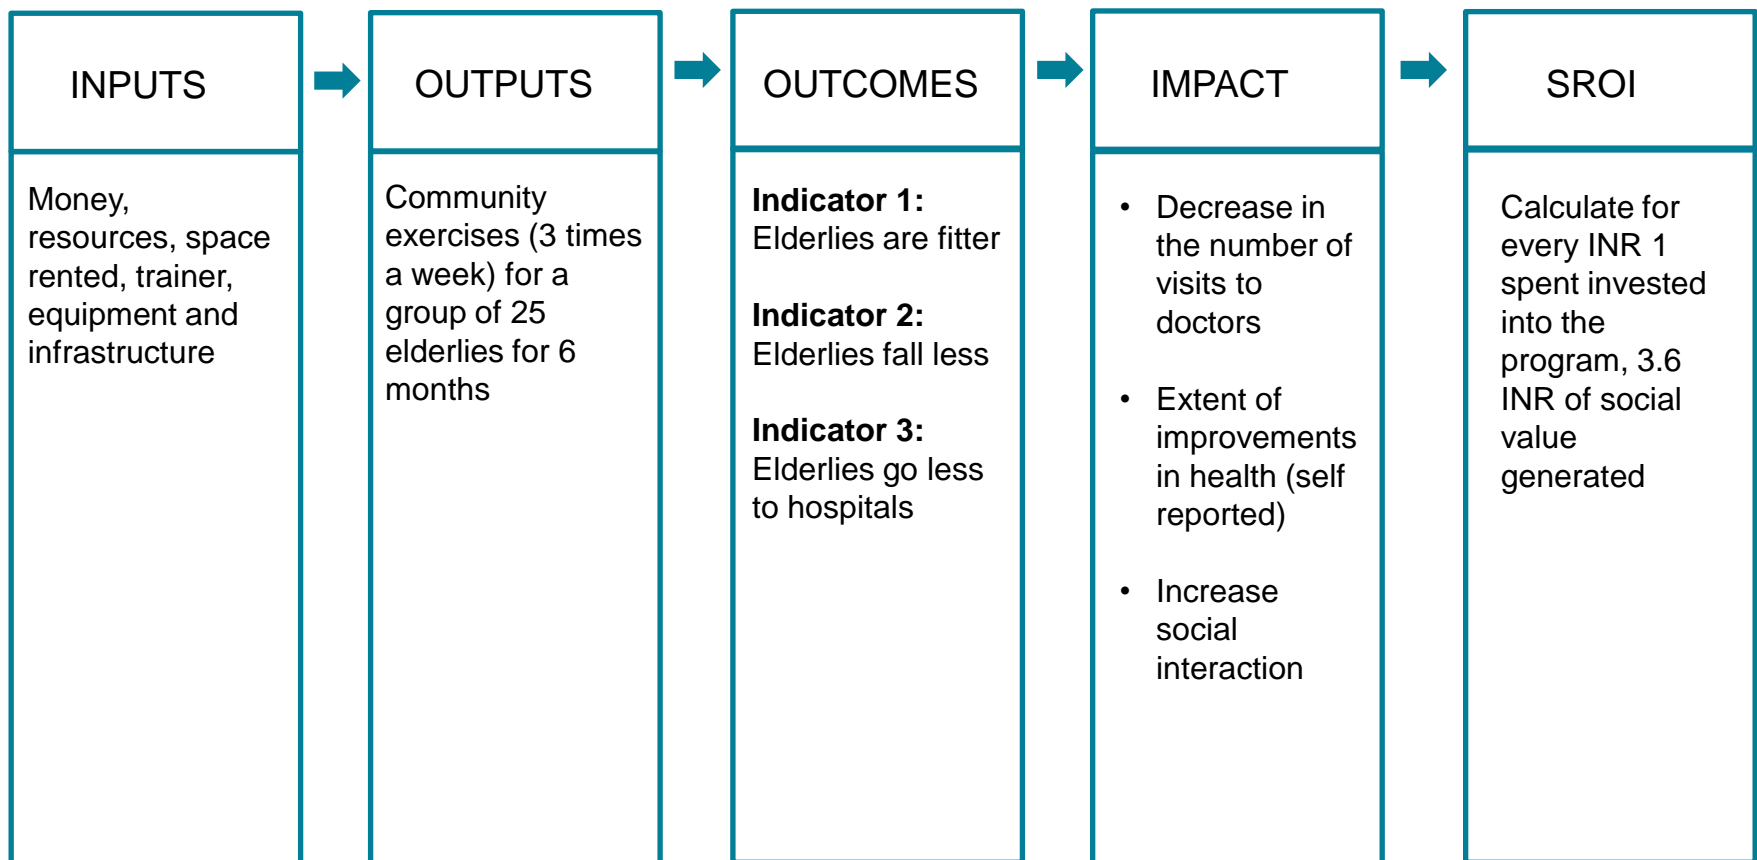 INPUTS
Money,
resources, space
rented, trainer,
equipment and
infrastructure
OUTPUTS
Community
exercises (3 times
a week) for a
group of 25
elderlies for 6
months
OUTCOMES
Indicator 1:
Elderlies are fitter
Indicator 2:
Elderlies fall less
Indicator 3:
Elderlies go less
to hospitals
IMPACT
• Decrease in
the number of
visits to
doctors
• Extent of
improvements
in health (self
reported)
• Increase
social
interaction
SROI
Calculate for
every INR 1
spent invested
into the
program, 3.6
INR of social
value
generated